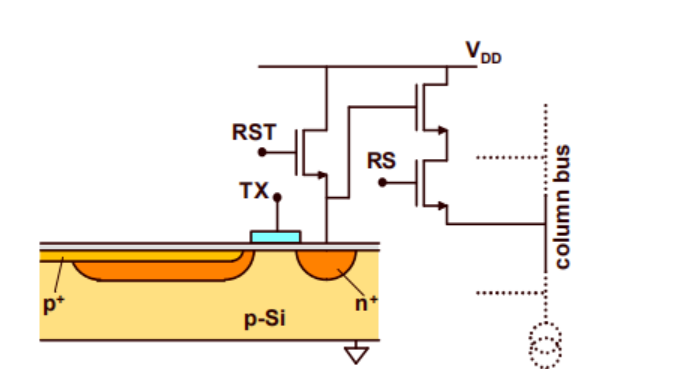 VDD
RST
RS
TX
column bus
p+
n+
p-Si